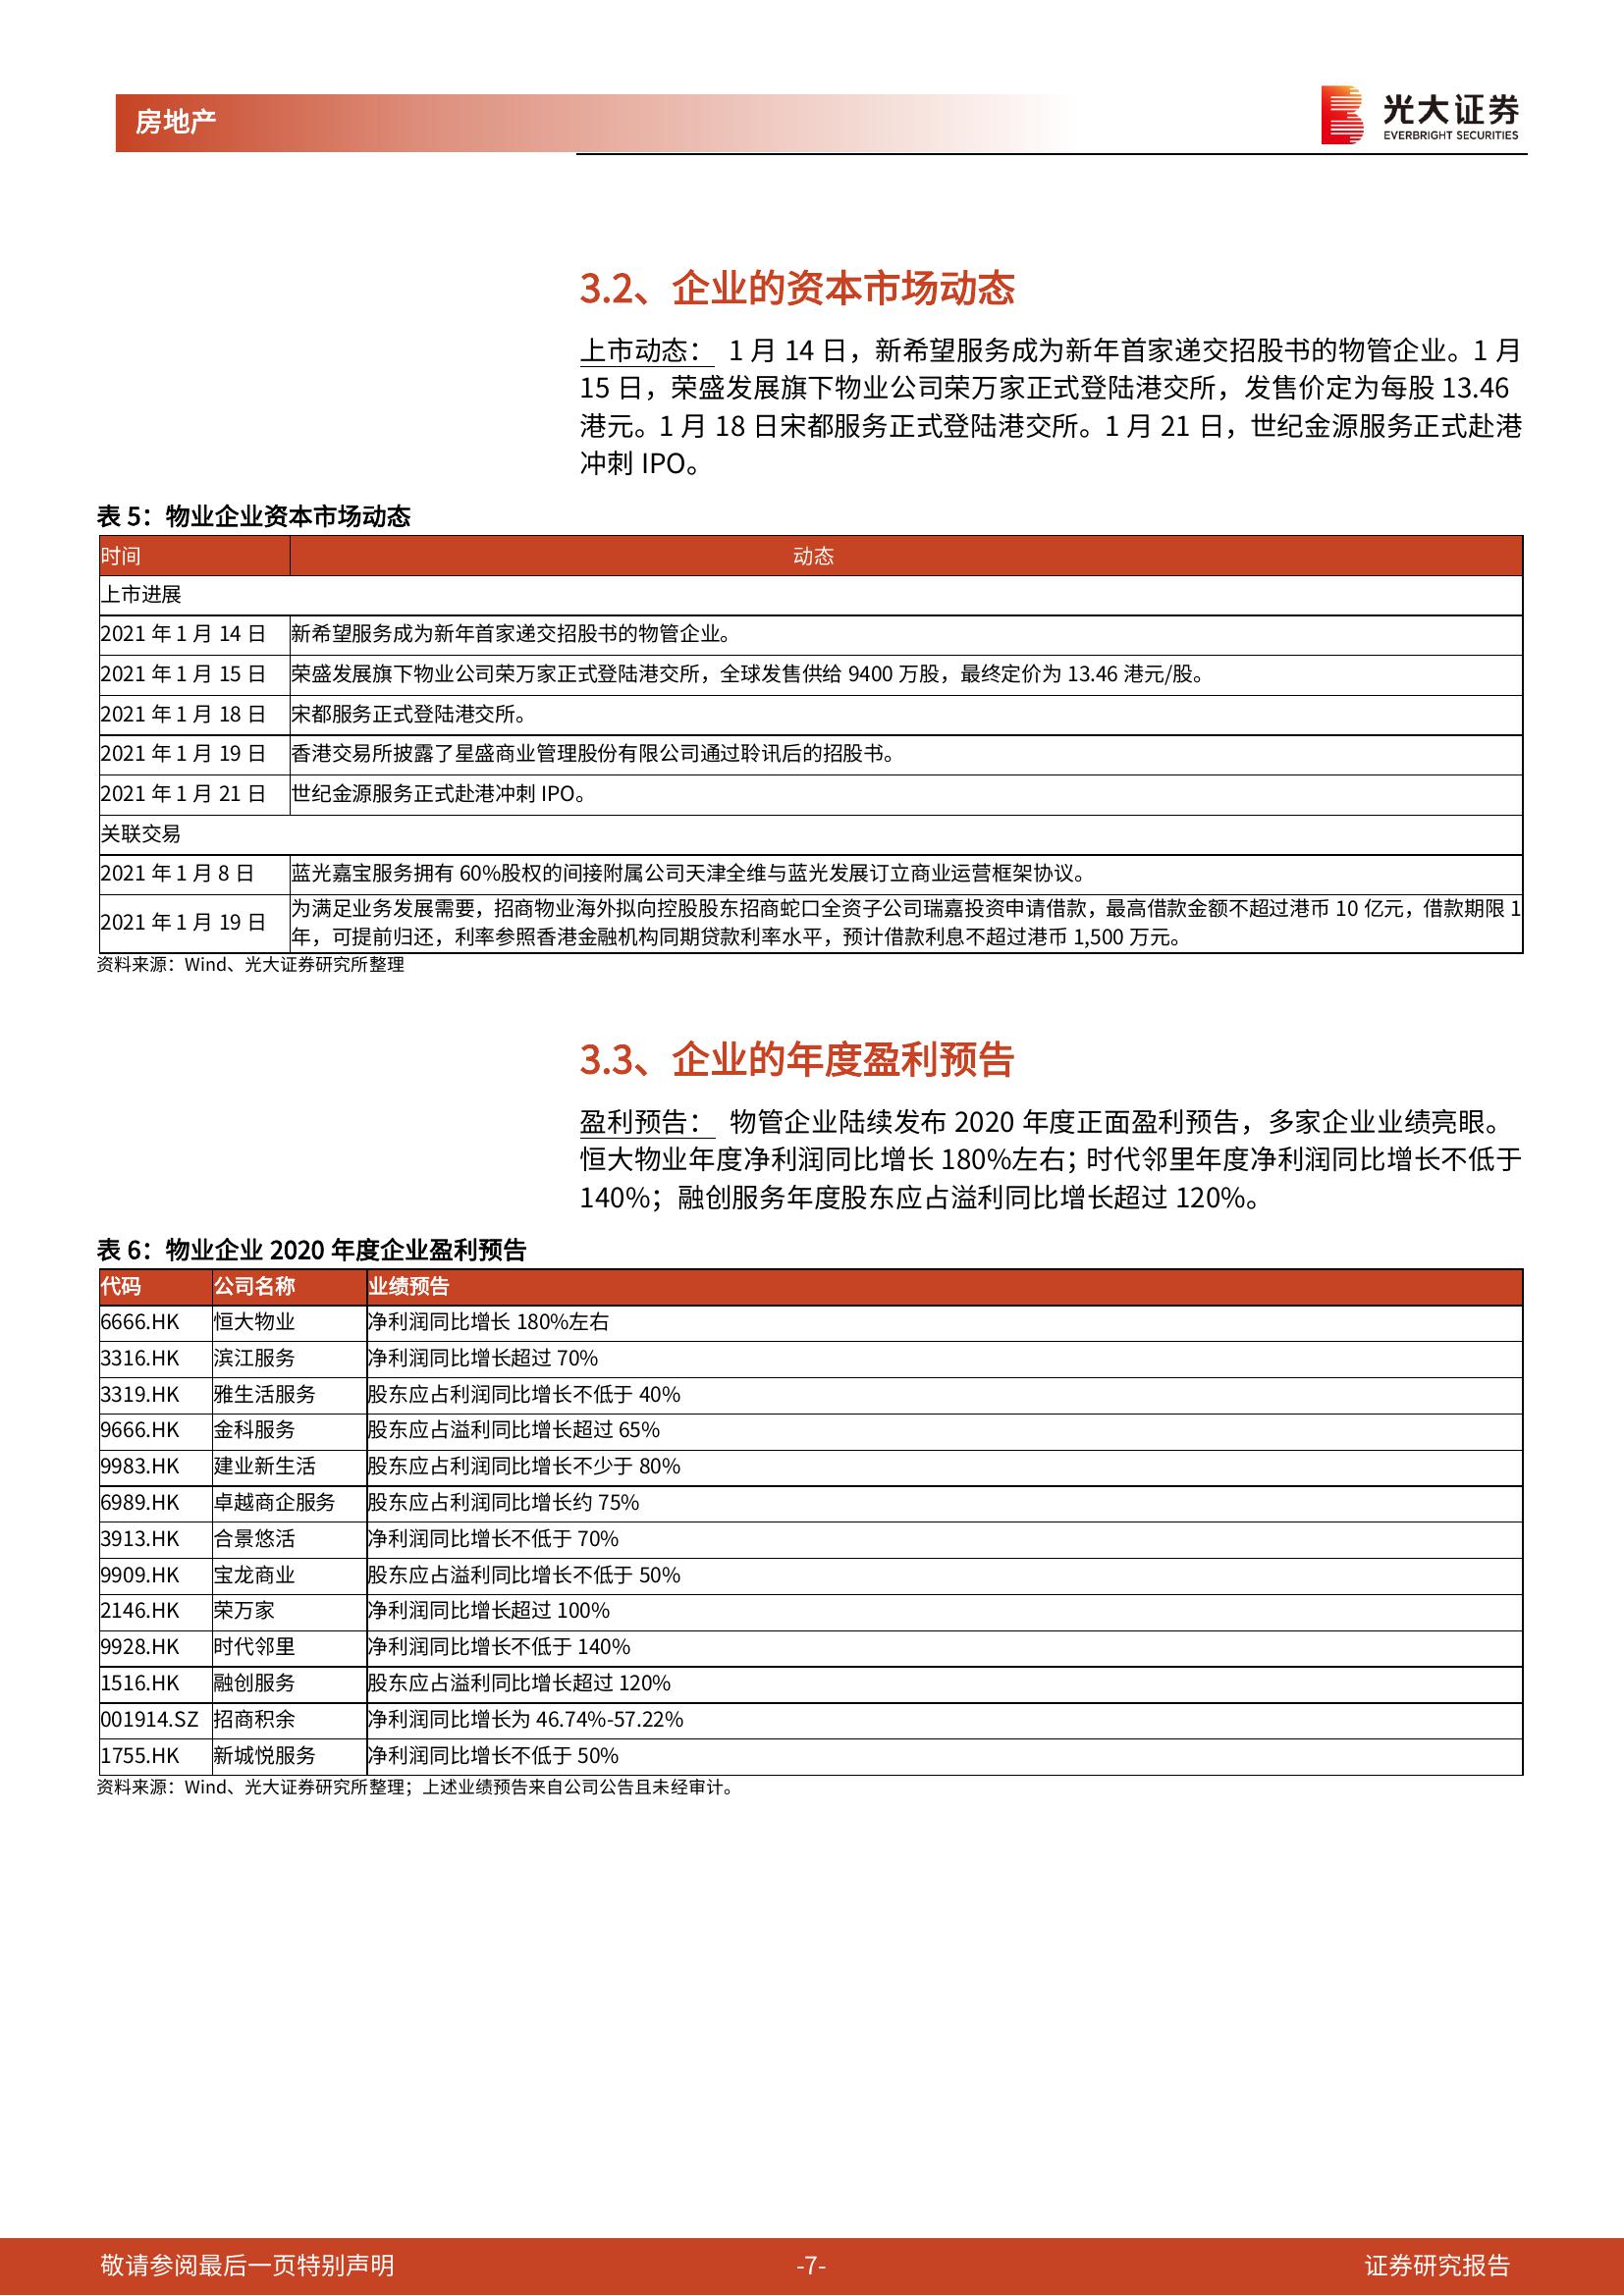 房地产
光大证券
EVERBRIGHT SECURITIES
3.2、企业的资本市场动态
上市动态： 1 月 14 日，新希望服务成为新年首家递交招股书的物管企业。1 月
15 日，荣盛发展旗下物业公司荣万家正式登陆港交所，发售价定为每股 13.46
港元。1 月 18 日宋都服务正式登陆港交所。1 月 21 日，世纪金源服务正式赴港
冲刺 IPO。
表 5：物业企业资本市场动态
时间 动态
上市进展
2021 年 1 月 14 日 新希望服务成为新年首家递交招股书的物管企业。
2021 年 1 月 15 日 荣盛发展旗下物业公司荣万家正式登陆港交所，全球发售供给 9400 万股，最终定价为 13.46 港元/股。
2021 年 1 月 18 日 宋都服务正式登陆港交所。
2021 年 1 月 19 日 香港交易所披露了星盛商业管理股份有限公司通过聆讯后的招股书。
2021 年 1 月 21 日 世纪金源服务正式赴港冲刺 IPO。
关联交易
2021 年 1 月 8 日 蓝光嘉宝服务拥有 60%股权的间接附属公司天津全维与蓝光发展订立商业运营框架协议。
2021 年 1 月 19 日 为满足业务发展需要，招商物业海外拟向控股股东招商蛇口全资子公司瑞嘉投资申请借款，最高借款金额不超过港币 10 亿元，借款期限 1
年，可提前归还，利率参照香港金融机构同期贷款利率水平，预计借款利息不超过港币 1,500 万元。
资料来源：Wind、光大证券研究所整理
3.3、企业的年度盈利预告
盈利预告： 物管企业陆续发布 2020 年度正面盈利预告，多家企业业绩亮眼。
恒大物业年度净利润同比增长 180%左右；时代邻里年度净利润同比增长不低于
140%；融创服务年度股东应占溢利同比增长超过 120%。
表 6：物业企业 2020 年度企业盈利预告
代码 公司名称 业绩预告
6666.HK 恒大物业 净利润同比增长 180%左右
3316.HK 滨江服务 净利润同比增长超过 70%
3319.HK 雅生活服务 股东应占利润同比增长不低于 40%
9666.HK 金科服务 股东应占溢利同比增长超过 65%
9983.HK 建业新生活 股东应占利润同比增长不少于 80%
6989.HK 卓越商企服务 股东应占利润同比增长约 75%
3913.HK 合景悠活 净利润同比增长不低于 70%
9909.HK 宝龙商业 股东应占溢利同比增长不低于 50%
2146.HK 荣万家 净利润同比增长超过 100%
9928.HK 时代邻里 净利润同比增长不低于 140%
1516.HK 融创服务 股东应占溢利同比增长超过 120%
001914.SZ 招商积余 净利润同比增长为 46.74%-57.22%
1755.HK 新城悦服务 净利润同比增长不低于 50%
资料来源：Wind、光大证券研究所整理；上述业绩预告来自公司公告且未经审计。
敬请参阅最后一页特别声明 -7- 证券研究报告